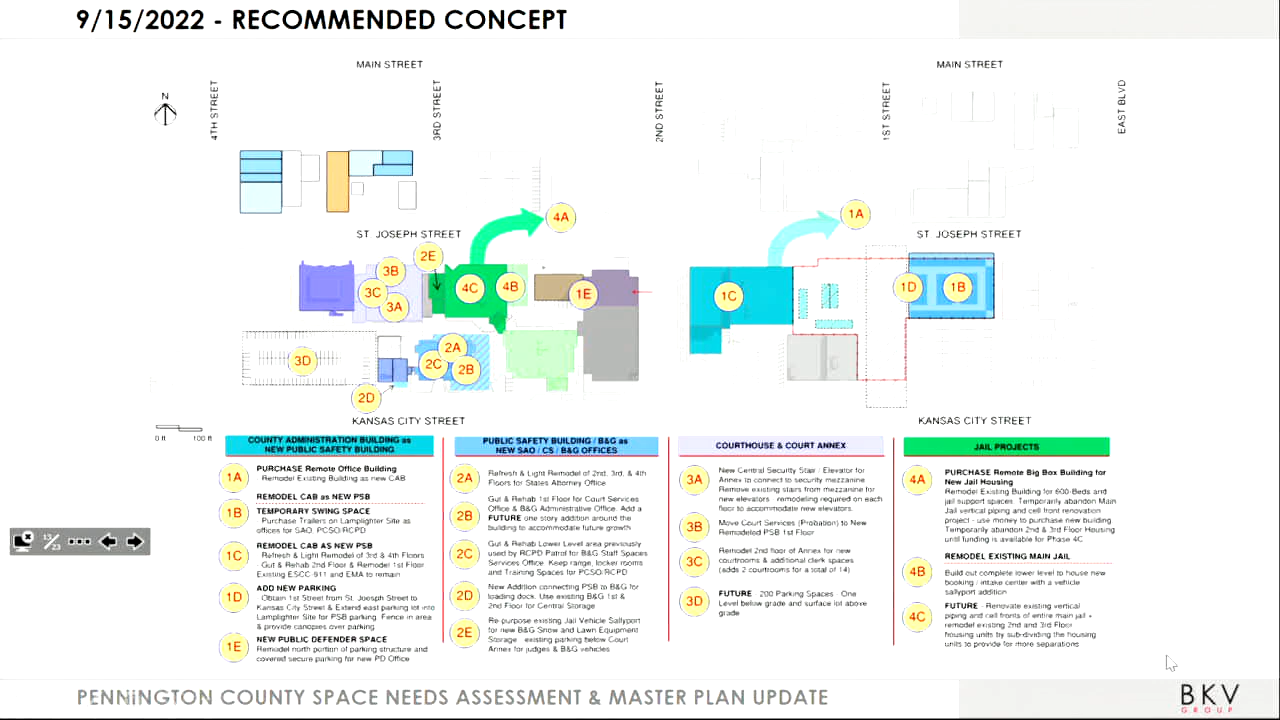 9/15/2022 - RECOMMENDED CONCEPT
MAIN STREET
MAIN STREET
4TH STREET
3RD STREET
2ND STREET
1ST STREET
EAST BLVD
N
4A
1A
ST JOSEPH STREET
ST JOSEPH STREET
2E
3B
3C
3A
4C
4B
1E
1C
1D
1B
3D
2A
2C
2B
2D
KANSAS CITY STREET
KANSAS CITY STREET
0 ft 100 ft
COUNTY ADMINISTRATION BUILDING as
NEW PUBLIC SAFETY BUILDING
1A
PURCHASE Remote Office Building
Remodel Existing Building as new CAB
REMODEL CAB as NEW PSB
1B
TEMPORARY SWING SPACE
Purchase Trailers on Lamplighter Site as
offices for SAO, PCSO/RCPD
1C
REMODEL CAB AS NEW PSB
Refresh & Light Remodel of 3rd & 4th Floors
Gut & Rehab 2nd Floor & Remodel 1st Floor
Existing ESCC-911 and EMA to remain
1D
ADD NEW PARKING
Obtain 1st Street from St. Joesph Street to
Kansas City Street & Extend east parking lot into
Lamplighter Site for PSB parking. Fence in area
& provide canopies over parking
1E
NEW PUBLIC DEFENDER SPACE
Remodel north portion of parking structure and
covered secure parking for new PD Office
PUBLIC SAFETY BUILDING / B&G as
NEW SAO / CS / B&G OFFICES
2A
Refresh & Light Remodel of 2nd, 3rd, & 4th
Floors for States Attorney Office
2B
Gut & Rehab 1st Floor for Court Services
Office & B&G Administrative Office. Add a
FUTURE one story addition around the
building to accommodate future growth
2C
Gut & Rehab Lower Level area previously
used by RCPD Patrol for B&G Staff Spaces
Services Office. Keep range, locker rooms
and Training Spaces for PCSO/RCPD
2D
New Addition connecting PSB to B&G for
loading dock. Use existing B&G 1st &
2nd Floor for Central Storage
2E
Re-purpose existing Jail Vehicle Sallyport
for new B&G Snow and Lawn Equipment
Storage - existing parking below Court
Annex for judges & B&G vehicles
COURTHOUSE & COURT ANNEX
3A
New Central Security Stair / Elevator for
Annex to connect to security mezzanine
Remove existing stairs from mezzanine for
new elevators - remodeling required on each
floor to accommodate new elevators.
3B
Move Court Services (Probation) to New
Remodeled PSB 1st Floor
3C
Remodel 2nd floor of Annex for new
courtrooms & additional clerk spaces
(adds 2 courtrooms for a total of 14)
3D
FUTURE - 200 Parking Spaces - One
Level below grade and surface lot above
grade
JAIL PROJECTS
4A
PURCHASE Remote Big Box Building for
New Jail Housing
Remodel Existing Building for 600-Beds and
jail support spaces. Temporarily abandon Main
Jail vertical piping and cell front renovation
project - use money to purchase new building
Temporarily abandon 2nd & 3rd Floor Housing
until funding is available for Phase 4C
REMODEL EXISTING MAIN JAIL
4B
Build out complete lower level to house new
booking / intake center with a vehicle
sallyport addition
4C
FUTURE - Renovate existing vertical
piping and cell fronts of entire main jail +
remodel existing 2nd and 3rd Floor
housing units by sub-dividing the housing
units to provide for more separations
13/23
PENNINGTON COUNTY SPACE NEEDS ASSESSMENT & MASTER PLAN UPDATE
BKV
GROUP